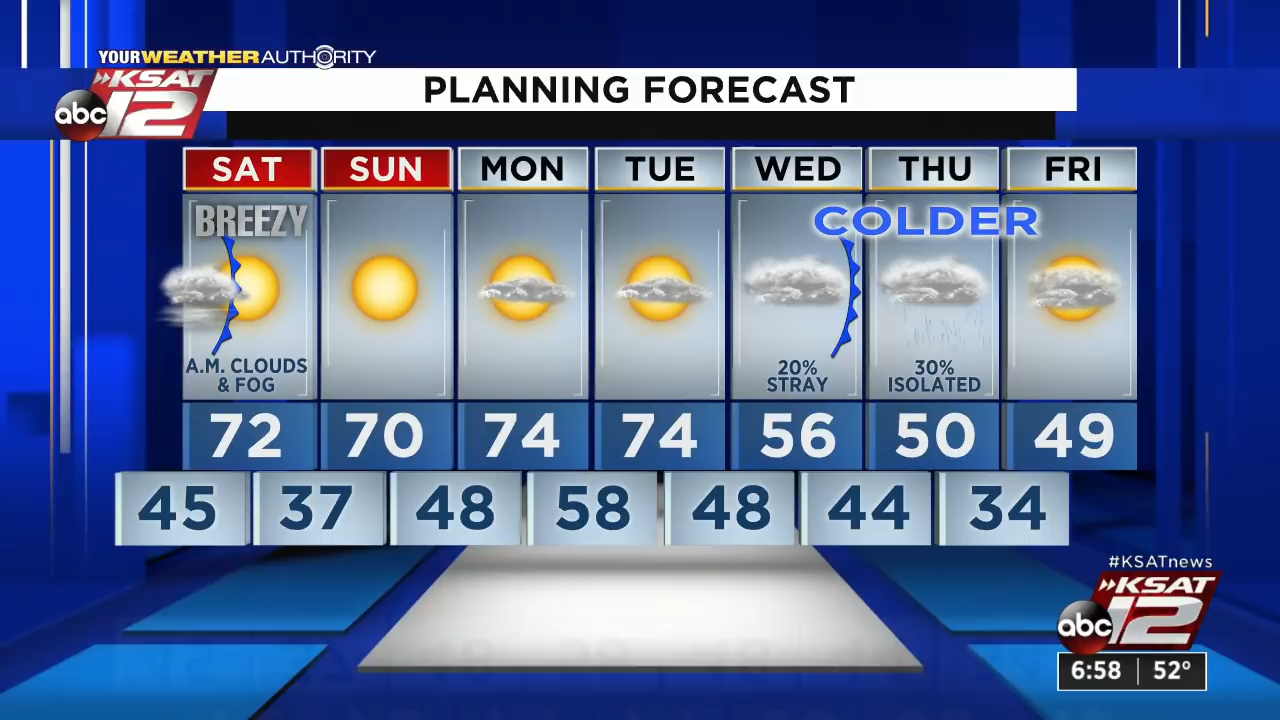 YOURWEATHERAUTHORITY
KSAT
abc 12
PLANNING FORECAST
SAT SUN MON TUE WED THU FRI
BREEZY COLDER
A.M. CLOUDS
& FOG
20%
STRAY
30%
ISOLATED
72 70 74 74 56 50 49
45 37 48 58 48 44 34
#KSATnews
KSAT
abc 12
6:58 52°